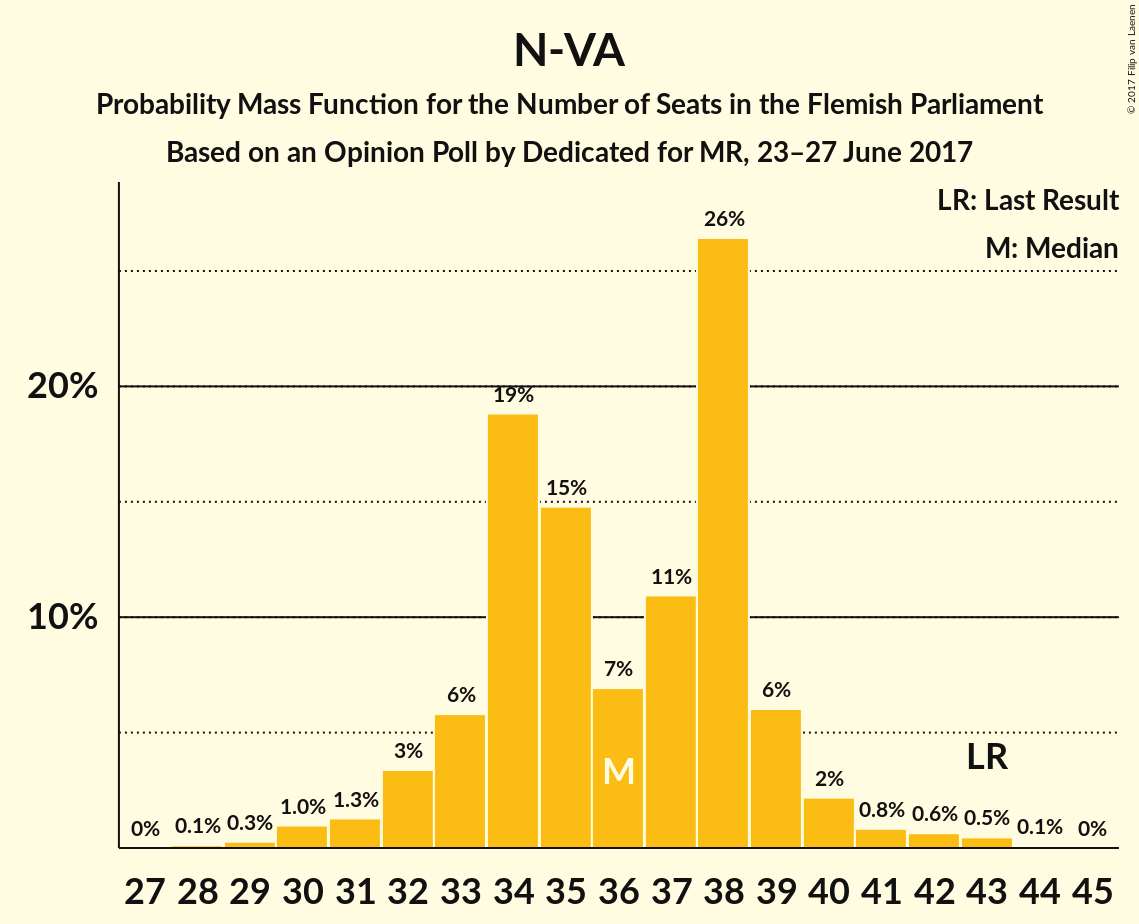 N-VA
Probability Mass Function for the Number of Seats in the Flemish Parliament
Based on an Opinion Poll by Dedicated for MR, 23–27 June 2017
© 2017 Filip van Laenen
LR: Last Result
M: Median
26%
20%
19%
15%
11%
10%
7%
6%
6%
LR
3%
M
2%
1.0%
1.3%
0.8%
0.6%
0.5%
0%
0.1%
0.3%
0.1%
0%
27 28 29 30 31 32 33 34 35 36 37 38 39 40 41 42 43 44 45